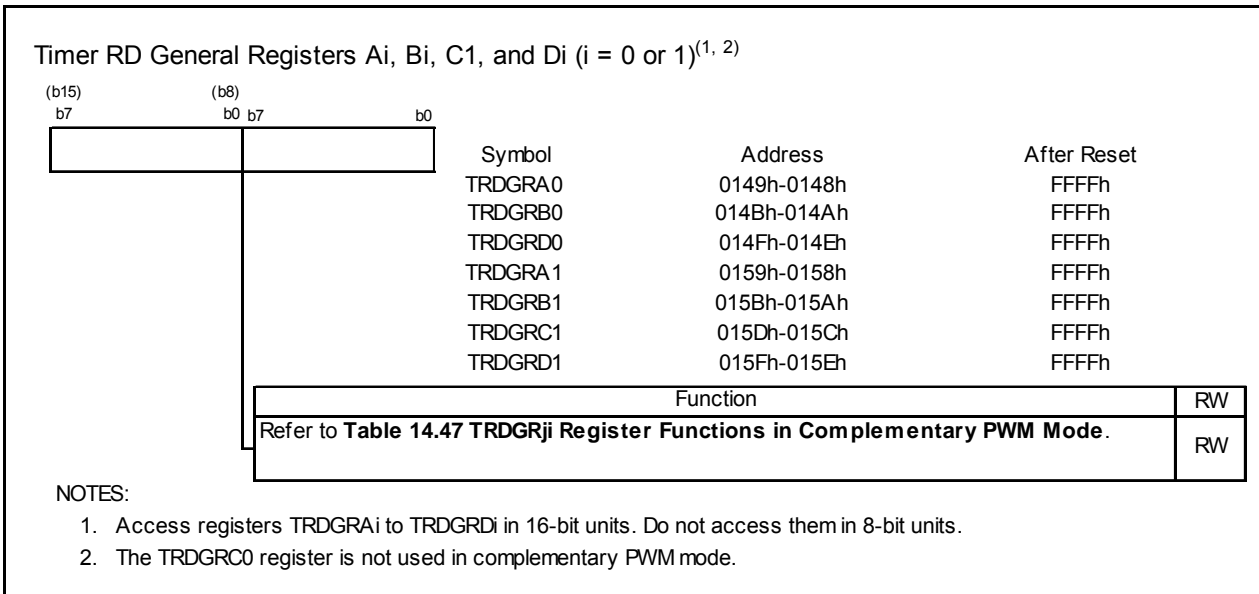 Timer RD General Registers Ai, Bi, C1, and Di (i = 0 or 1)(1, 2)
(b15) (b8)
b7 b0 b7 b0
Symbol Address After Reset
TRDGRA0 0149h-0148h FFFFh
TRDGRB0 014Bh-014Ah FFFFh
TRDGRD0 014Fh-014Eh FFFFh
TRDGRA1 0159h-0158h FFFFh
TRDGRB1 015Bh-015Ah FFFFh
TRDGRC1 015Dh-015Ch FFFFh
TRDGRD1 015Fh-015Eh FFFFh
Function RW
Refer to Table 14.47 TRDGRji Register Functions in Complementary PWM Mode. RW
NOTES:
1. Access registers TRDGRAi to TRDGRDi in 16-bit units. Do not access them in 8-bit units.
2. The TRDGRC0 register is not used in complementary PWM mode.